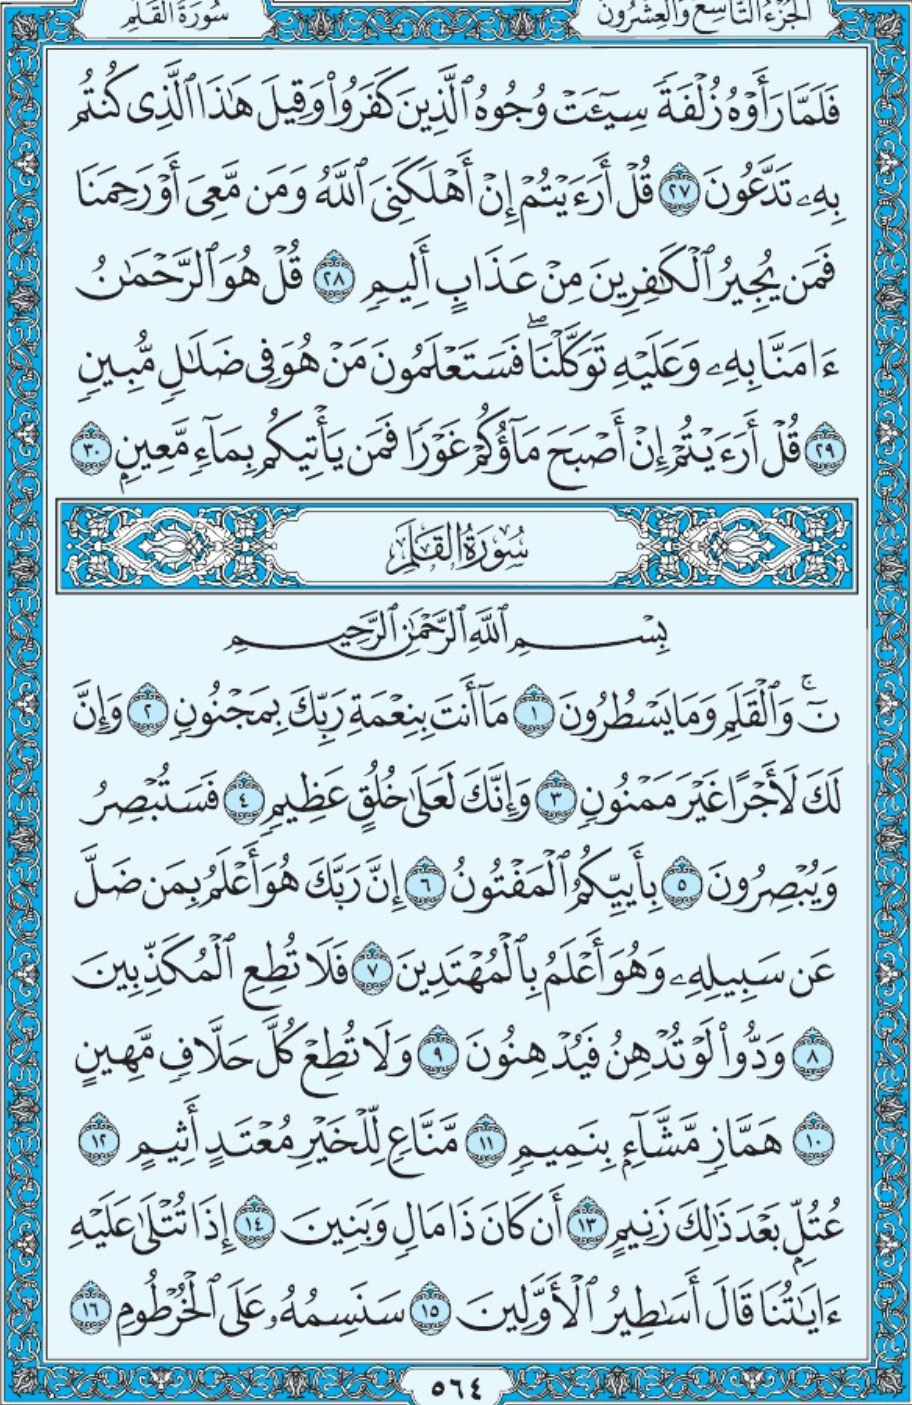 الجزء التاسع والعشرون
سورة القلم
فَلَمَّا رَأَوْهُ زُلْفَةً سِيٓـَٔتْ وُجُوهُ ٱلَّذِينَ كَفَرُوا۟ وَقِيلَ هَٰذَا ٱلَّذِى كُنتُم
بِهِۦ تَدَّعُونَ ٢٧ قُلْ أَرَءَيْتُمْ إِنْ أَهْلَكَنِىَ ٱللَّهُ وَمَن مَّعِىَ أَوْ رَحِمَنَا
فَمَن يُجِيرُ ٱلْكَٰفِرِينَ مِنْ عَذَابٍ أَلِيمٍ ٢٨ قُلْ هُوَ ٱلرَّحْمَٰنُ
ءَامَنَّا بِهِۦ وَعَلَيْهِ تَوَكَّلْنَا ۖ فَسَتَعْلَمُونَ مَنْ هُوَ فِى ضَلَٰلٍ مُّبِينٍ
٢٩ قُلْ أَرَءَيْتُمْ إِنْ أَصْبَحَ مَآؤُكُمْ غَوْرًا فَمَن يَأْتِيكُم بِمَآءٍ مَّعِينٍۭ ٣٠
سُورَةُ القَلَمِ
بِسْمِ ٱللَّهِ ٱلرَّحْمَٰنِ ٱلرَّحِيمِ
نٓ ۚ وَٱلْقَلَمِ وَمَا يَسْطُرُونَ ١ مَآ أَنتَ بِنِعْمَةِ رَبِّكَ بِمَجْنُونٍ ٢ وَإِنَّ
لَكَ لَأَجْرًا غَيْرَ مَمْنُونٍ ٣ وَإِنَّكَ لَعَلَىٰ خُلُقٍ عَظِيمٍ ٤ فَسَتُبْصِرُ
وَيُبْصِرُونَ ٥ بِأَييِّكُمُ ٱلْمَفْتُونُ ٦ إِنَّ رَبَّكَ هُوَ أَعْلَمُ بِمَن ضَلَّ
عَن سَبِيلِهِۦ وَهُوَ أَعْلَمُ بِٱلْمُهْتَدِينَ ٧ فَلَا تُطِعِ ٱلْمُكَذِّبِينَ
٨ وَدُّوا۟ لَوْ تُدْهِنُ فَيُدْهِنُونَ ٩ وَلَا تُطِعْ كُلَّ حَلَّافٍ مَّهِينٍ
١٠ هَمَّازٍ مَّشَّآءٍۭ بِنَمِيمٍ ١١ مَّنَّاعٍ لِّلْخَيْرِ مُعْتَدٍ أَثِيمٍ ١٢
عُتُلٍّۭ بَعْدَ ذَٰلِكَ زَنِيمٍ ١٣ أَن كَانَ ذَا مَالٍ وَبَنِينَ ١٤ إِذَا تُتْلَىٰ عَلَيْهِ
ءَايَٰتُنَا قَالَ أَسَٰطِيرُ ٱلْأَوَّلِينَ ١٥ سَنَسِمُهُۥ عَلَى ٱلْخُرْطُومِ ١٦
٥٦٤